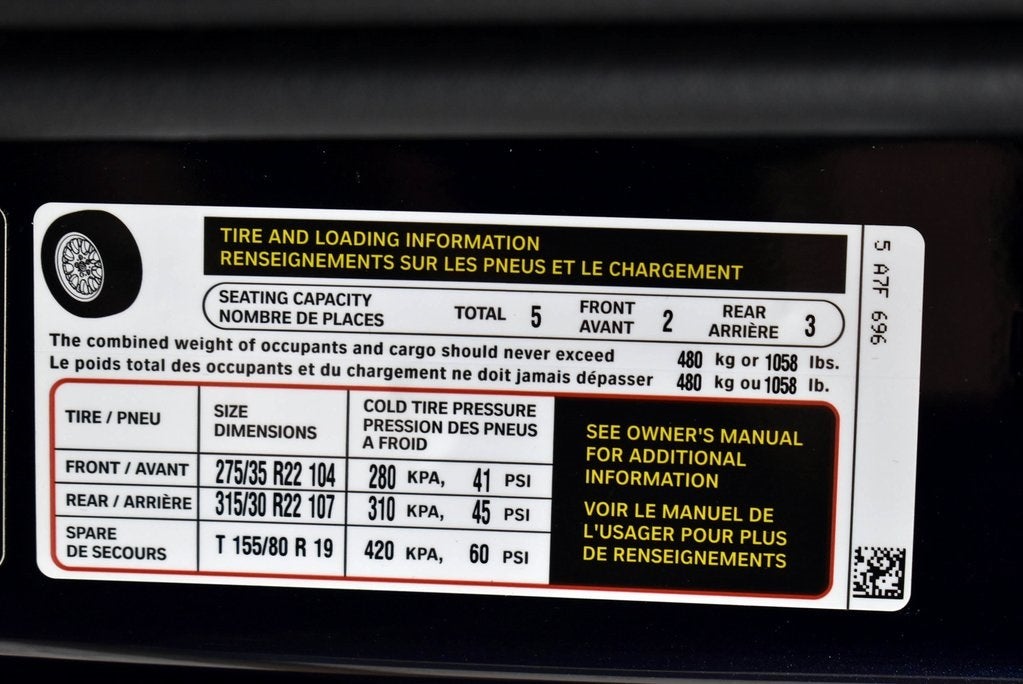 TIRE AND LOADING INFORMATION
RENSEIGNEMENTS SUR LES PNEUS ET LE CHARGEMENT
SEATING CAPACITY
NOMBRE DE PLACES
TOTAL 5
FRONT
AVANT
2
REAR
ARRIÈRE
3
The combined weight of occupants and cargo should never exceed 480 kg or 1058 lbs.
Le poids total des occupants et du chargement ne doit jamais dépasser 480 kg ou 1058 lb.
TIRE / PNEU
SIZE
DIMENSIONS
COLD TIRE PRESSURE
PRESSION DES PNEUS
A FROID
FRONT / AVANT 275/35 R22 104 280 KPA, 41 PSI
REAR / ARRIÈRE 315/30 R22 107 310 KPA, 45 PSI
SPARE
DE SECOURS
T 155/80 R 19 420 KPA, 60 PSI
SEE OWNER'S MANUAL
FOR ADDITIONAL
INFORMATION
VOIR LE MANUEL DE
L'USAGER POUR PLUS
DE RENSEIGNEMENTS
5 A7F 696